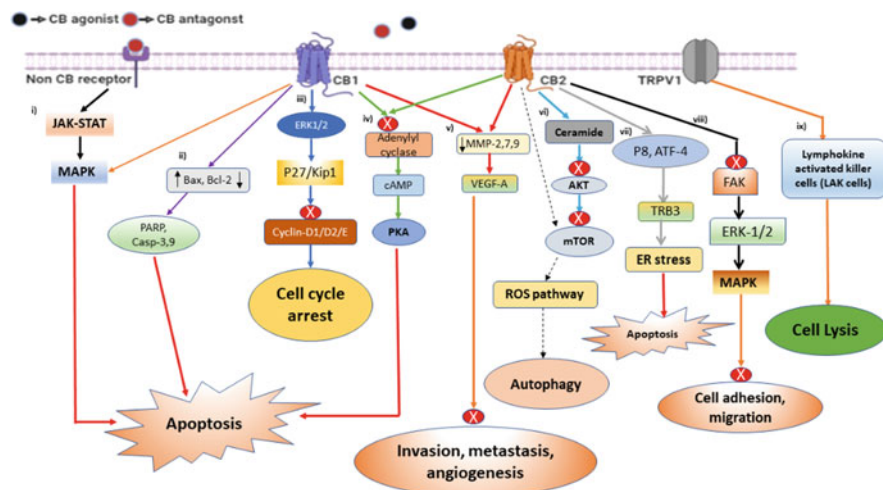 CB agonist CB antagonst
Non CB receptor
CB1
CB2
TRPV1
i)
JAK-STAT
MAPK
ii)
Bax, Bcl-2
PARP,
Casp-3,9
iii)
ERK1/2
P27/Kip1
X
Cyclin-D1/D2/E
Cell cycle
arrest
iv)
X
Adenylyl
cyclase
cAMP
PKA
X
X
Apoptosis
v)
MMP-2,7,9
VEGF-A
X
Invasion, metastasis,
angiogenesis
vi)
Ceramide
X
AKT
X
mTOR
ROS pathway
Autophagy
vii)
P8, ATF-4
TRB3
ER stress
Apoptosis
viii)
X
FAK
ERK-1/2
MAPK
X
Cell adhesion,
migration
ix)
Lymphokine
activated killer
cells (LAK cells)
Cell Lysis